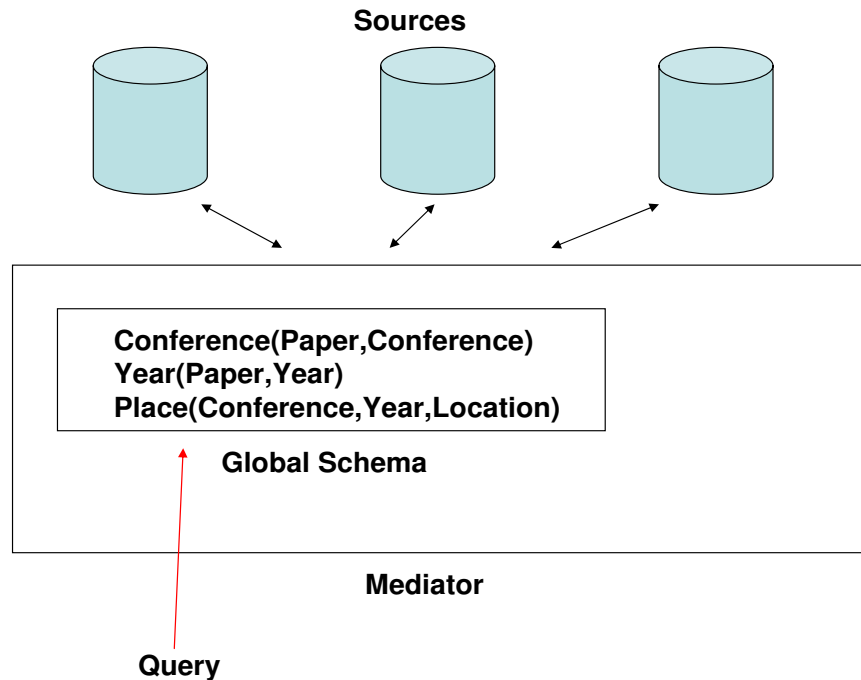 Sources
Conference(Paper,Conference)
Year(Paper,Year)
Place(Conference,Year,Location)
Global Schema
Mediator
Query